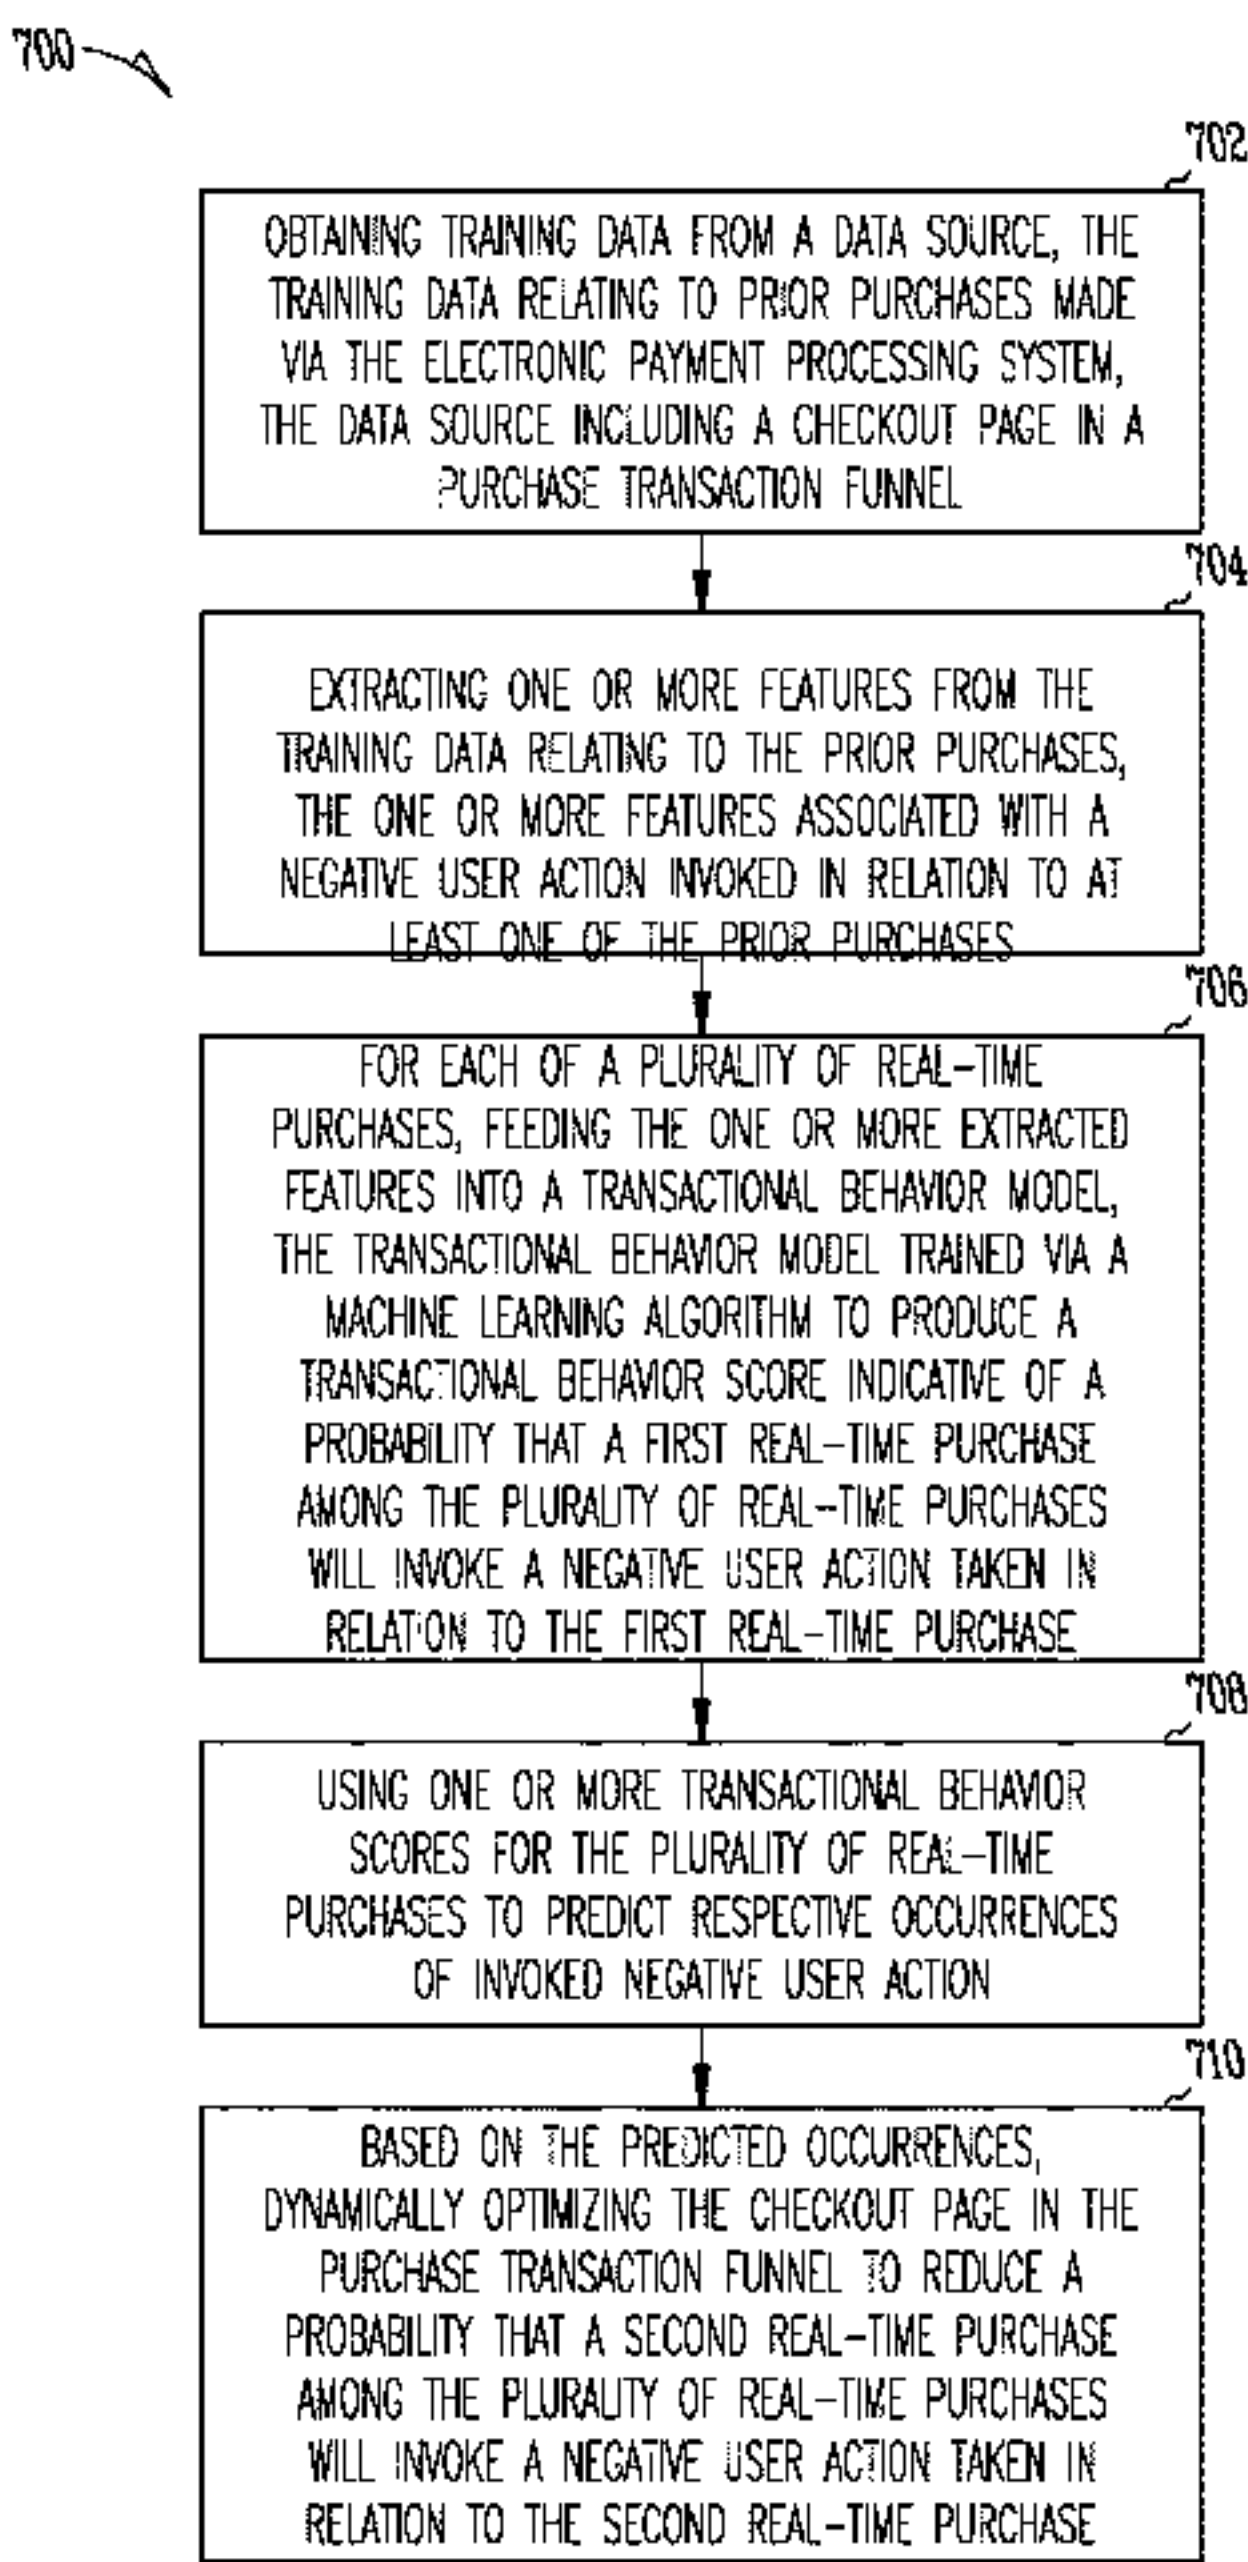 700
702
OBTAINING TRAINING DATA FROM A DATA SOURCE, THE
TRAINING DATA RELATING TO PRIOR PURCHASES MADE
VIA THE ELECTRONIC PAYMENT PROCESSING SYSTEM,
THE DATA SOURCE INCLUDING A CHECKOUT PAGE IN A
PURCHASE TRANSACTION FUNNEL
704
EXTRACTING ONE OR MORE FEATURES FROM THE
TRAINING DATA RELATING TO THE PRIOR PURCHASES,
THE ONE OR MORE FEATURES ASSOCIATED WITH A
NEGATIVE USER ACTION INVOKED IN RELATION TO AT
LEAST ONE OF THE PRIOR PURCHASES
706
FOR EACH OF A PLURALITY OF REAL-TIME
PURCHASES, FEEDING THE ONE OR MORE EXTRACTED
FEATURES INTO A TRANSACTIONAL BEHAVIOR MODEL,
THE TRANSACTIONAL BEHAVIOR MODEL TRAINED VIA A
MACHINE LEARNING ALGORITHM TO PRODUCE A
TRANSACTIONAL BEHAVIOR SCORE INDICATIVE OF A
PROBABILITY THAT A FIRST REAL-TIME PURCHASE
AMONG THE PLURALITY OF REAL-TIME PURCHASES
WILL INVOKE A NEGATIVE USER ACTION TAKEN IN
RELATION TO THE FIRST REAL-TIME PURCHASE
708
USING ONE OR MORE TRANSACTIONAL BEHAVIOR
SCORES FOR THE PLURALITY OF REAL-TIME
PURCHASES TO PREDICT RESPECTIVE OCCURRENCES
OF INVOKED NEGATIVE USER ACTION
710
BASED ON THE PREDICTED OCCURRENCES,
DYNAMICALLY OPTIMIZING THE CHECKOUT PAGE IN THE
PURCHASE TRANSACTION FUNNEL TO REDUCE A
PROBABILITY THAT A SECOND REAL-TIME PURCHASE
AMONG THE PLURALITY OF REAL-TIME PURCHASES
WILL INVOKE A NEGATIVE USER ACTION TAKEN IN
RELATION TO THE SECOND REAL-TIME PURCHASE